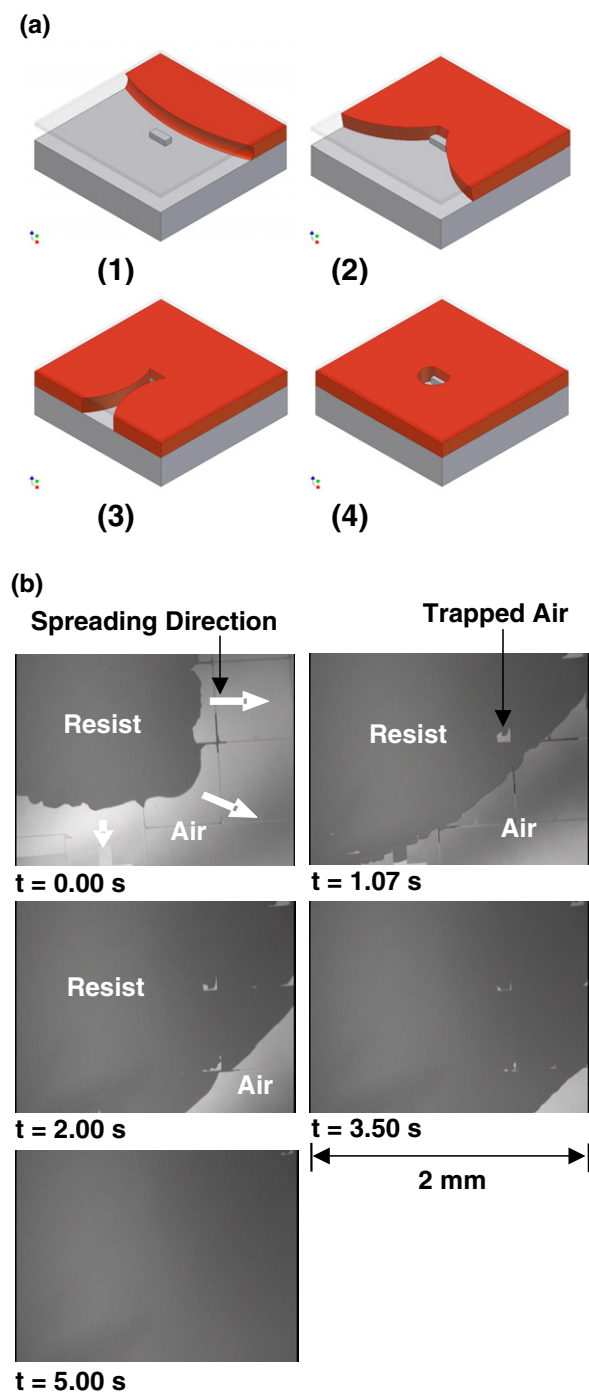 (a)
(1)
(2)
(3)
(4)
(b)
Spreading Direction
Trapped Air
Resist
Air
t = 0.00 s
Resist
Air
t = 1.07 s
Resist
Air
t = 2.00 s
t = 3.50 s
2 mm
t = 5.00 s